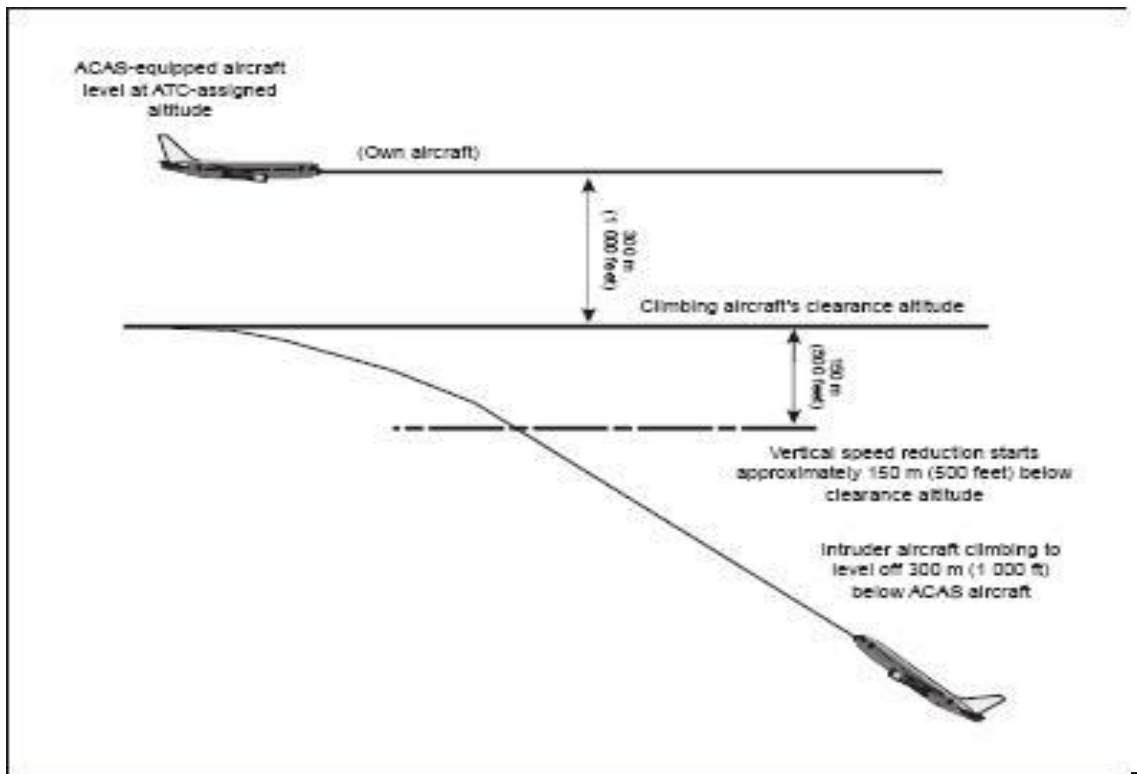 ACAS-equipped aircraft
level at ATC-assigned
altitude
(Own aircraft)
300 m
(1 000 feet)
Climbing aircraft's clearance altitude
150 m
(500 feet)
Vertical speed reduction starts
approximately 150 m (500 feet) below
clearance altitude
Intruder aircraft climbing to
level off 300 m (1 000 ft)
below ACAS aircraft